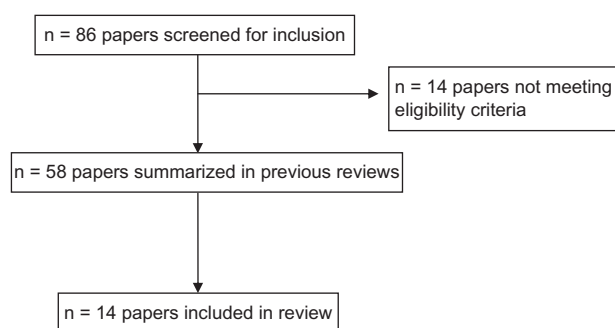 n = 86 papers screened for inclusion
n = 14 papers not meeting
eligibility criteria
n = 58 papers summarized in previous reviews
n = 14 papers included in review